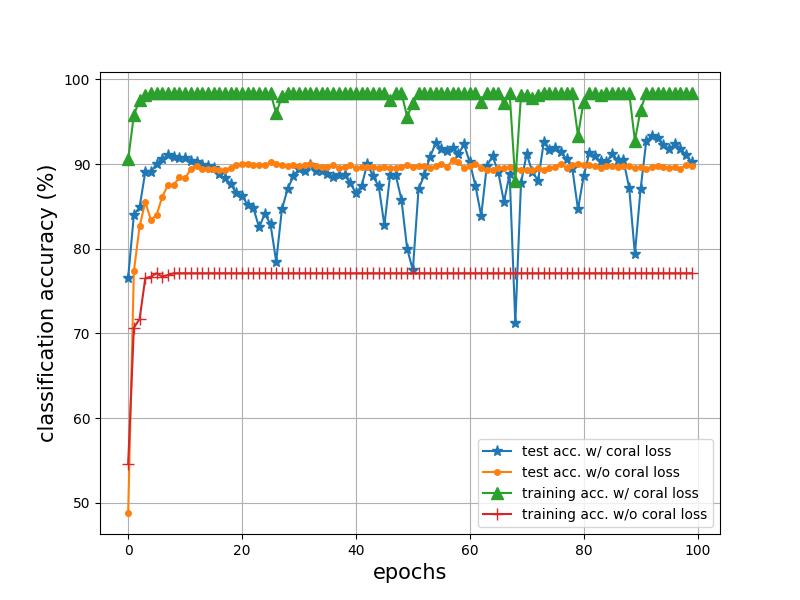 100
90
80
70
60
50
classification accuracy (%)
test acc. w/ coral loss
test acc. w/o coral loss
training acc. w/ coral loss
training acc. w/o coral loss
0 20 40 60 80 100
epochs